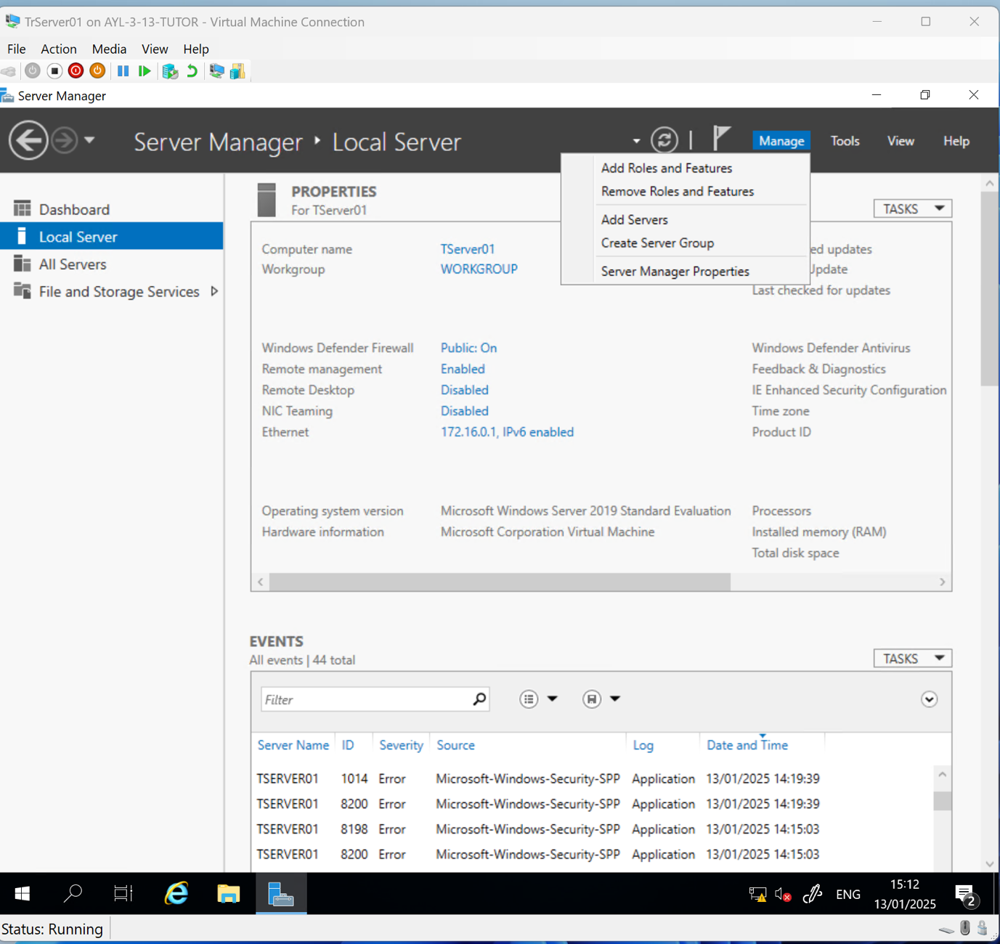 TrServer01 on AYL-3-13-TUTOR - Virtual Machine Connection
File Action Media View Help
Server Manager
Server Manager ‣ Local Server
Manage Tools View Help
Add Roles and Features
Remove Roles and Features
Add Servers
Create Server Group
Server Manager Properties
Dashboard
Local Server
All Servers
File and Storage Services
PROPERTIES
For TServer01
TASKS
Computer name TServer01 ed updates
Workgroup WORKGROUP Update
Last checked for updates
Windows Defender Firewall Public: On Windows Defender Antivirus
Remote management Enabled Feedback & Diagnostics
Remote Desktop Disabled IE Enhanced Security Configuration
NIC Teaming Disabled Time zone
Ethernet 172.16.0.1, IPv6 enabled Product ID
Operating system version Microsoft Windows Server 2019 Standard Evaluation Processors
Hardware information Microsoft Corporation Virtual Machine Installed memory (RAM)
Total disk space
EVENTS
All events | 44 total
TASKS
Filter
Server Name ID Severity Source Log Date and Time
TSERVER01 1014 Error Microsoft-Windows-Security-SPP Application 13/01/2025 14:19:39
TSERVER01 8200 Error Microsoft-Windows-Security-SPP Application 13/01/2025 14:19:39
TSERVER01 8198 Error Microsoft-Windows-Security-SPP Application 13/01/2025 14:15:03
TSERVER01 8200 Error Microsoft-Windows-Security-SPP Application 13/01/2025 14:15:03
ENG
15:12
13/01/2025
2
Status: Running